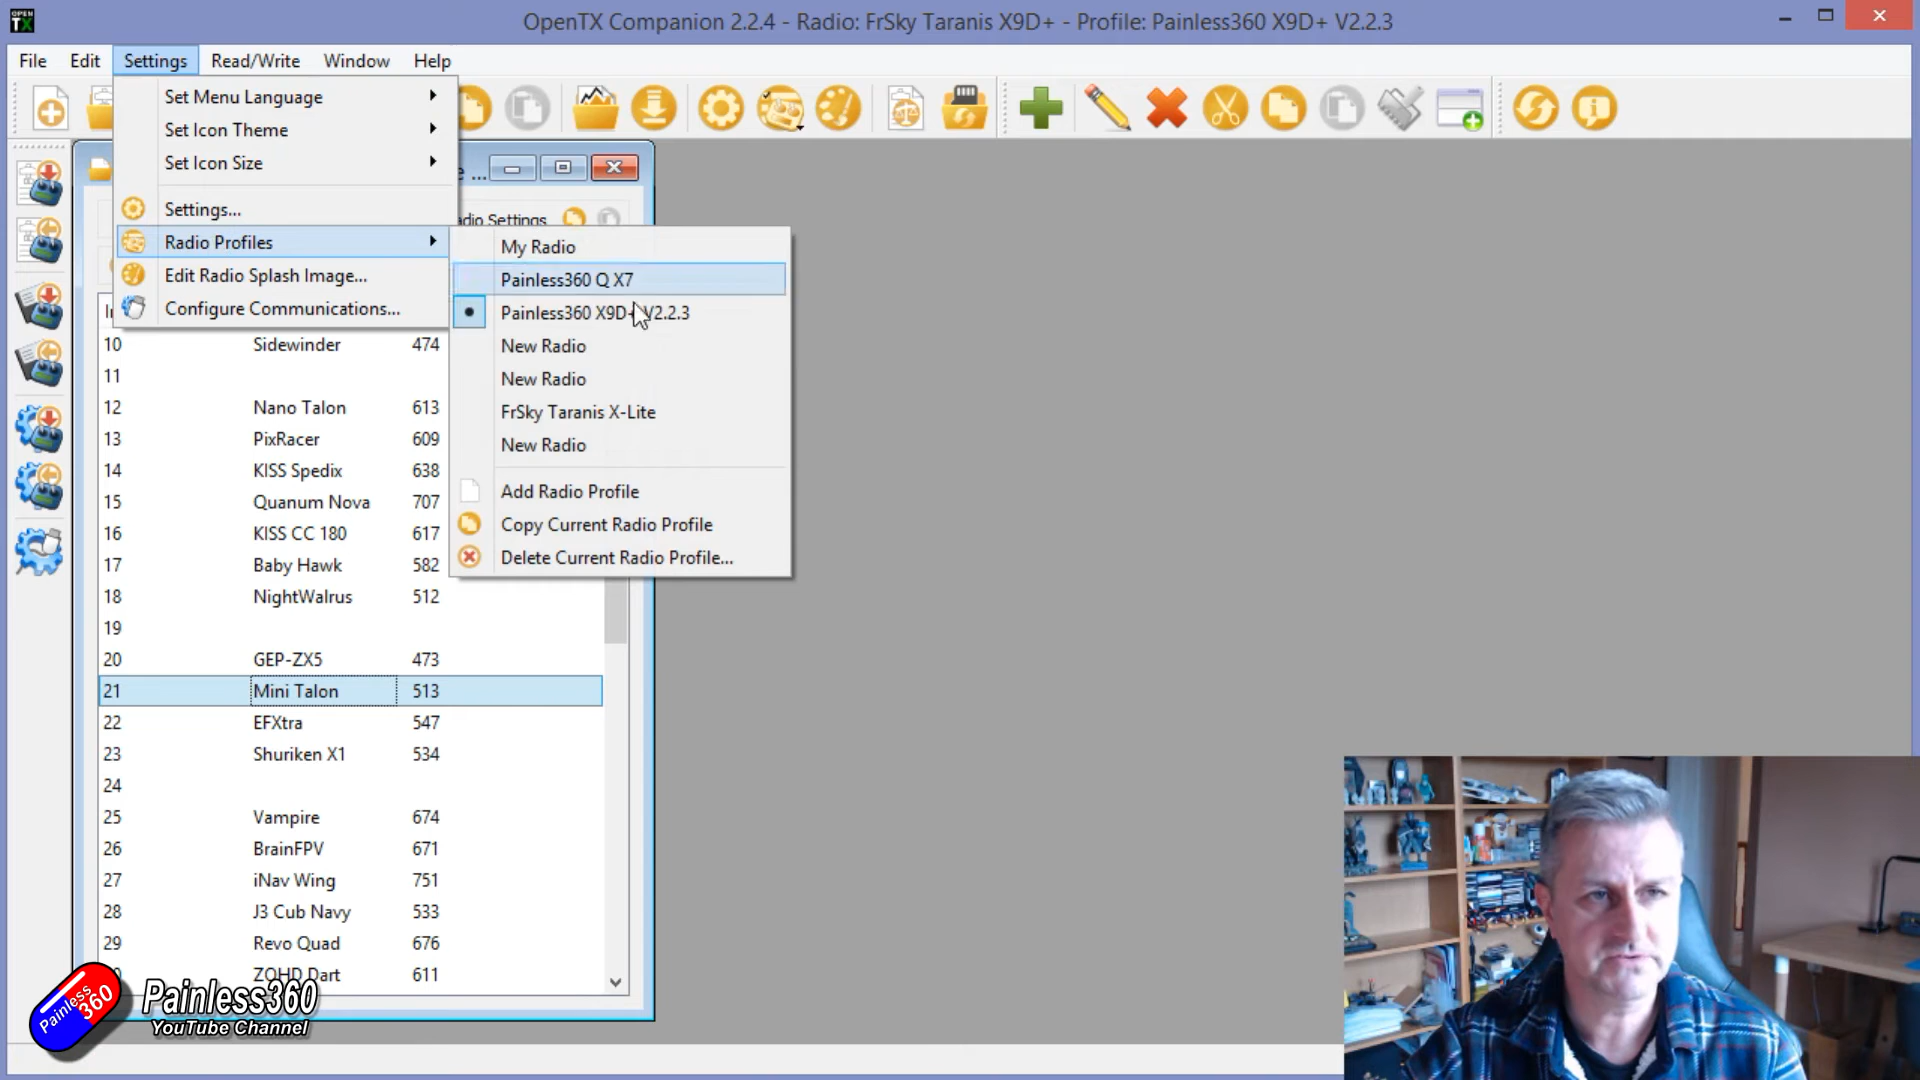 OpenTX Companion 2.2.4 - Radio: FrSky Taranis X9D+ - Profile: Painless360 X9D+ V2.2.3
File Edit Settings Read/Write Window Help
Set Menu Language
Set Icon Theme
Set Icon Size
Settings...
Radio Profiles
Edit Radio Splash Image...
Configure Communications...
My Radio
Painless360 Q X7
Painless360 X9D+ V2.2.3
New Radio
New Radio
FrSky Taranis X-Lite
New Radio
Add Radio Profile
Copy Current Radio Profile
Delete Current Radio Profile...
10 Sidewinder 474
11
12 Nano Talon 613
13 PixRacer 609
14 KISS Spedix 638
15 Quanum Nova 707
16 KISS CC 180 617
17 Baby Hawk 582
18 NightWalrus 512
19
20 GEP-ZX5 473
21 Mini Talon 513
22 EFXtra 547
23 Shuriken X1 534
24
25 Vampire 674
26 BrainFPV 671
27 iNav Wing 751
28 J3 Cub Navy 533
29 Revo Quad 676
ZOHD Dart 611
Painless 360
Painless360
YouTube Channel